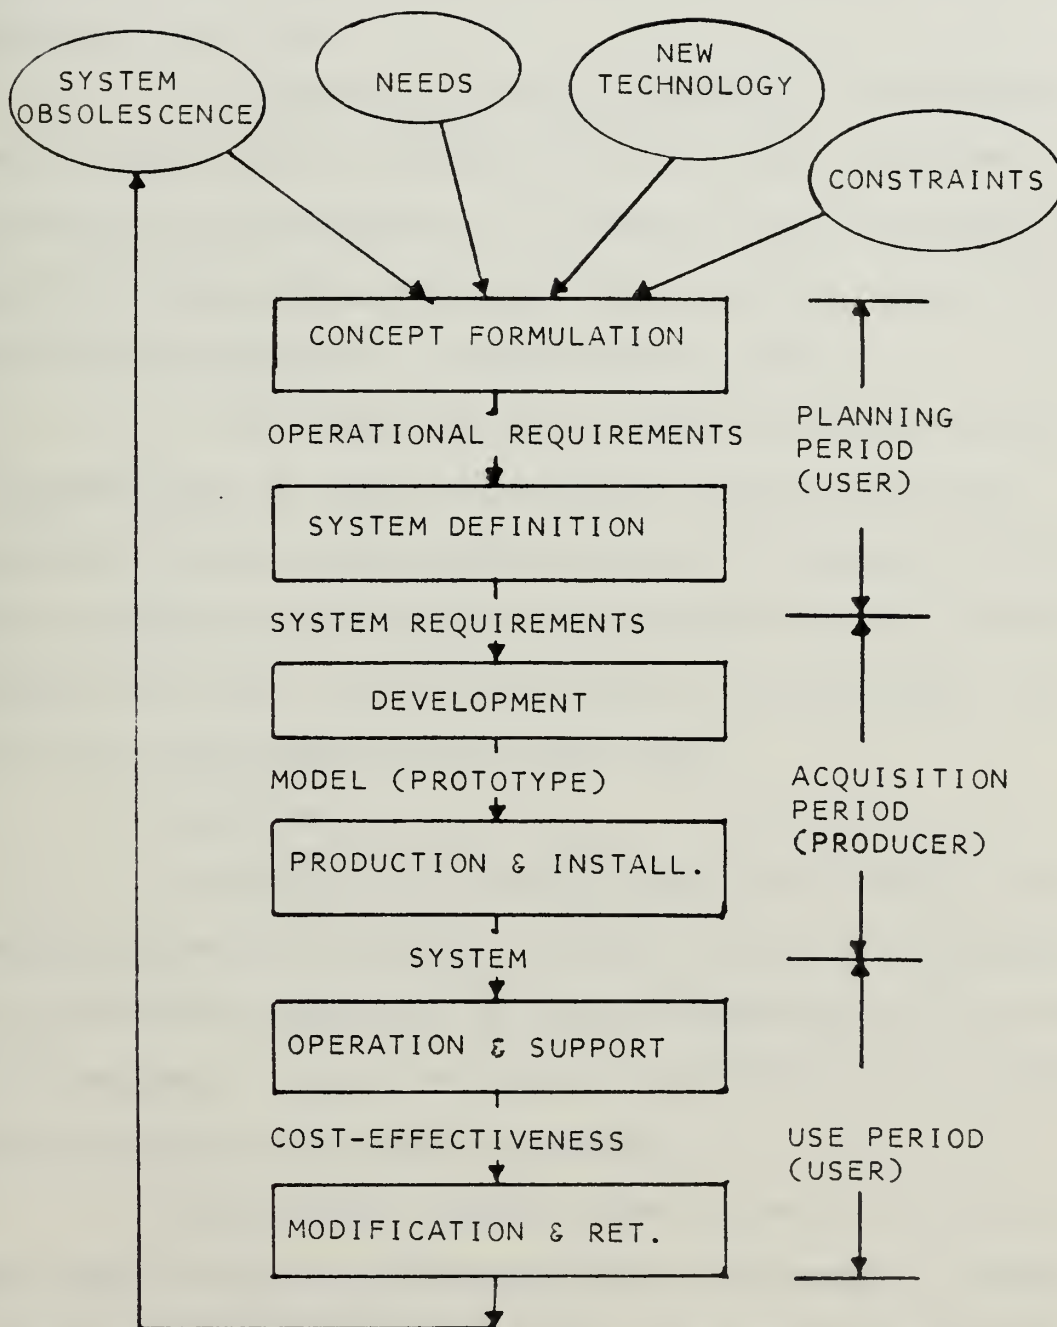 SYSTEM
OBSOLESCENCE
NEEDS
NEW
TECHNOLOGY
CONSTRAINTS
CONCEPT FORMULATION
OPERATIONAL REQUIREMENTS
SYSTEM DEFINITION
SYSTEM REQUIREMENTS
DEVELOPMENT
MODEL (PROTOTYPE)
PRODUCTION & INSTALL.
SYSTEM
OPERATION & SUPPORT
COST-EFFECTIVENESS
MODIFICATION & RET.
PLANNING
PERIOD
(USER)
ACQUISITION
PERIOD
(PRODUCER)
USE PERIOD
(USER)